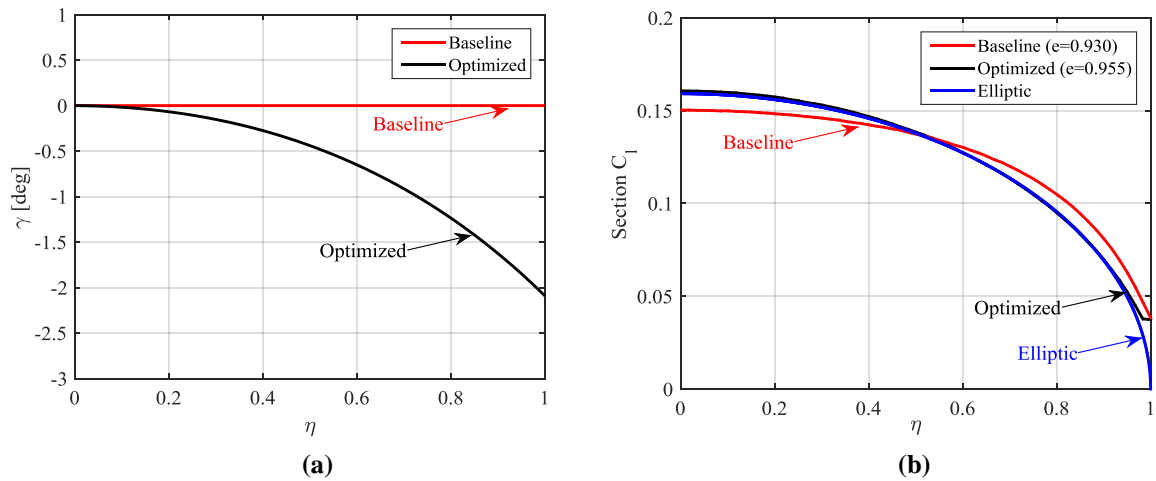 1
0.5
0
-0.5
-1
-1.5
-2
-2.5
-3
γ [deg]
Baseline
Optimized
Baseline
Optimized
0 0.2 0.4 0.6 0.8 1
η
(a)
0.2
0.15
0.1
0.05
0
Section C_l
Baseline (e=0.930)
Optimized (e=0.955)
Elliptic
Baseline
Optimized
Elliptic
0 0.2 0.4 0.6 0.8 1
η
(b)